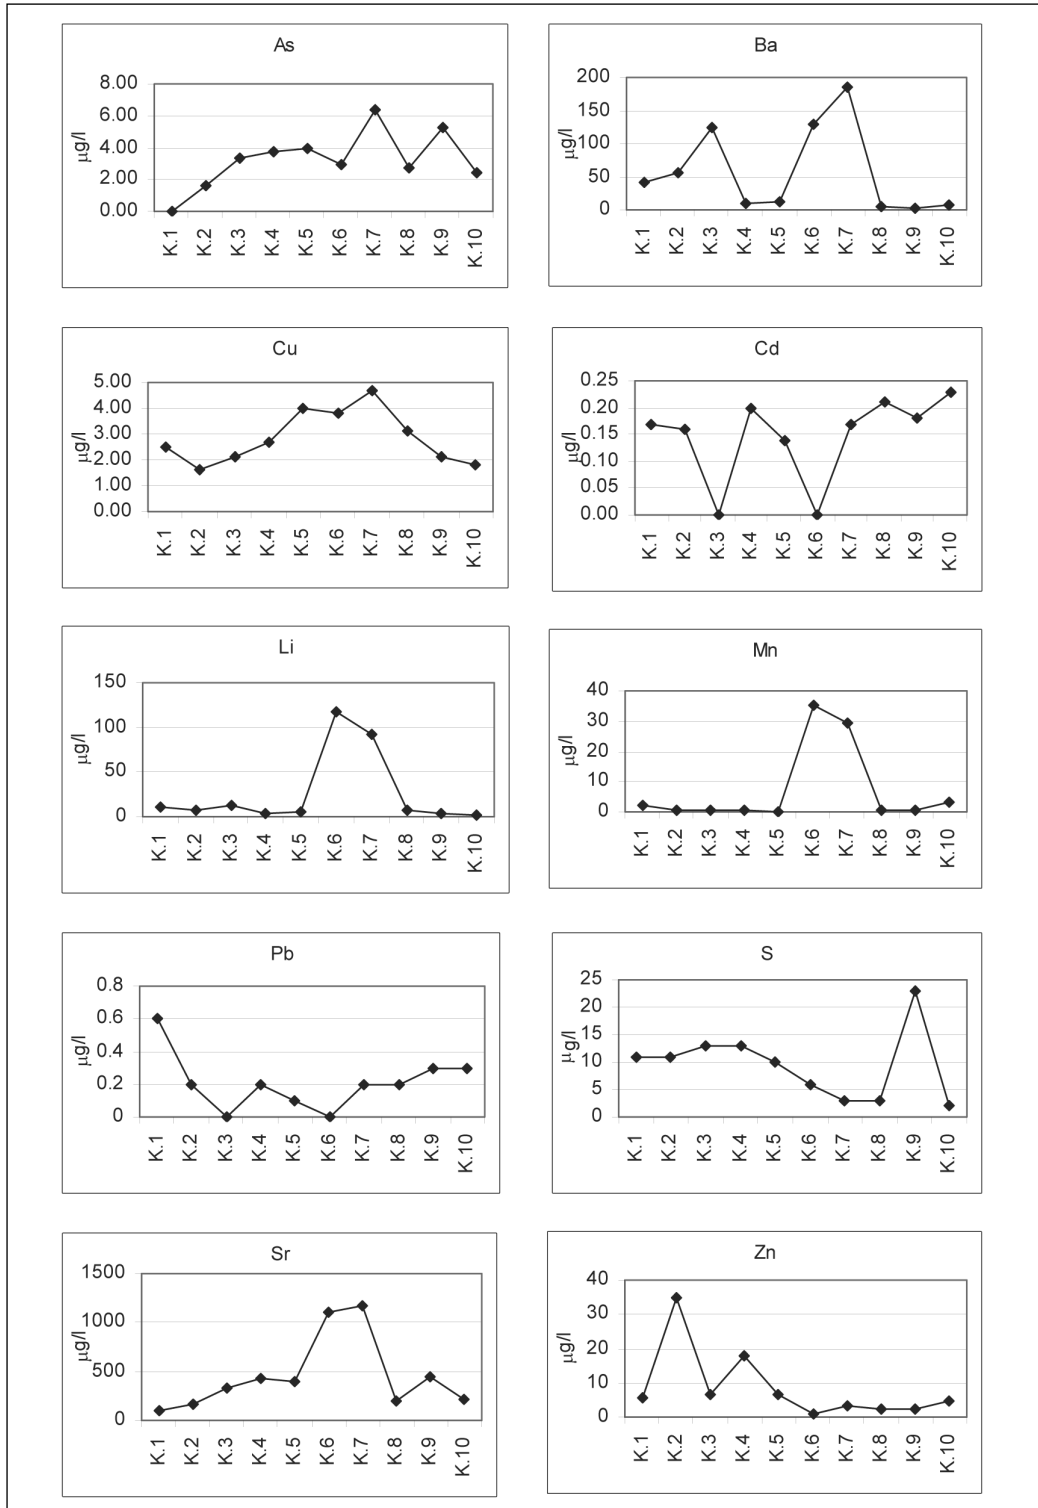 As
8.00
6.00
4.00
2.00
0.00
μg/l
K.1 K.2 K.3 K.4 K.5 K.6 K.7 K.8 K.9 K.10
Ba
200
150
100
50
0
μg/l
K.1 K.2 K.3 K.4 K.5 K.6 K.7 K.8 K.9 K.10
Cu
5.00
4.00
3.00
2.00
1.00
0.00
μg/l
K.1 K.2 K.3 K.4 K.5 K.6 K.7 K.8 K.9 K.10
Cd
0.25
0.20
0.15
0.10
0.05
0.00
μg/l
K.1 K.2 K.3 K.4 K.5 K.6 K.7 K.8 K.9 K.10
Li
150
100
50
0
μg/l
K.1 K.2 K.3 K.4 K.5 K.6 K.7 K.8 K.9 K.10
Mn
40
30
20
10
0
μg/l
K.1 K.2 K.3 K.4 K.5 K.6 K.7 K.8 K.9 K.10
Pb
0.8
0.6
0.4
0.2
0
μg/l
K.1 K.2 K.3 K.4 K.5 K.6 K.7 K.8 K.9 K.10
S
25
20
15
10
5
0
μg/l
K.1 K.2 K.3 K.4 K.5 K.6 K.7 K.8 K.9 K.10
Sr
1500
1000
500
0
μg/l
K.1 K.2 K.3 K.4 K.5 K.6 K.7 K.8 K.9 K.10
Zn
40
30
20
10
0
μg/l
K.1 K.2 K.3 K.4 K.5 K.6 K.7 K.8 K.9 K.10